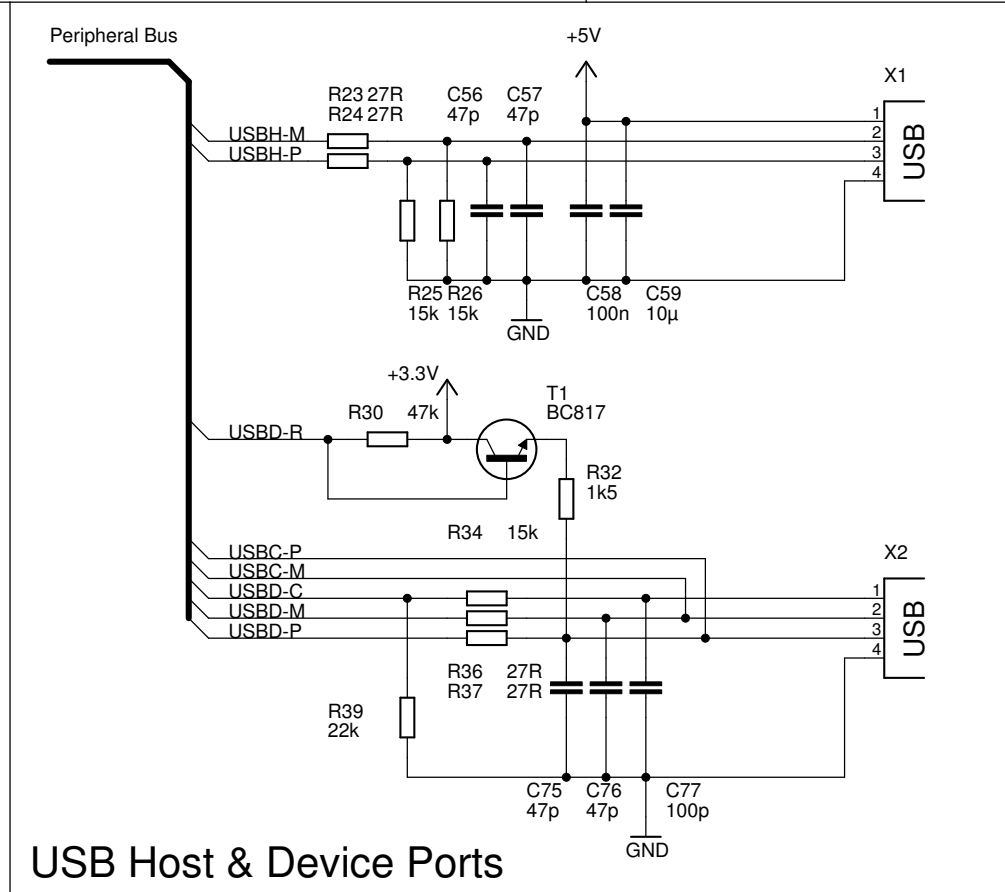 Peripheral Bus
+5V
X1
R23 27R
R24 27R
C56
47p
C57
47p
USBH-M
USBH-P
1
2
3
4
USB
R25
15k
R26
15k
GND
C58
100n
C59
10µ
+3.3V
T1
BC817
R30 47k
USBD-R
R32
1k5
R34 15k
USBC-P
USBC-M
USBD-C
USBD-M
USBD-P
X2
1
2
3
4
USB
R36 27R
R37 27R
R39
22k
C75
47p
C76
47p
C77
100p
GND
USB Host & Device Ports